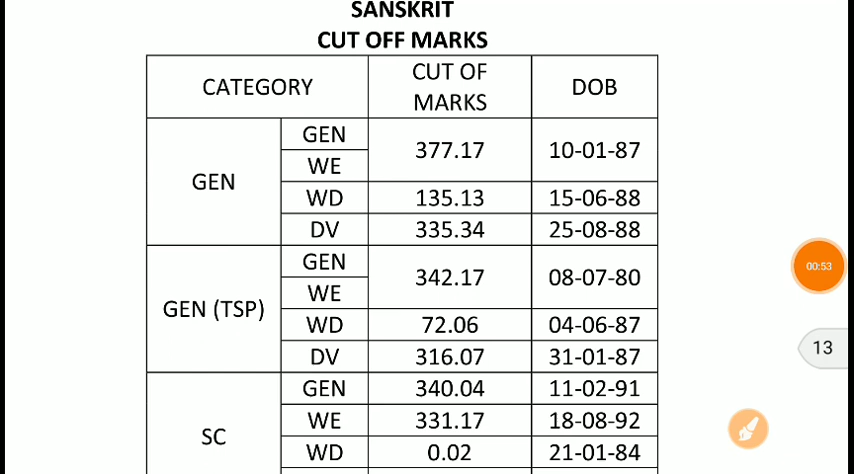 SANSKRIT
CUT OFF MARKS
CATEGORY CUT OF MARKS DOB
GEN GEN 377.17 10-01-87
WE
WD 135.13 15-06-88
DV 335.34 25-08-88
GEN (TSP) GEN 342.17 08-07-80
WE
WD 72.06 04-06-87
DV 316.07 31-01-87
SC GEN 340.04 11-02-91
WE 331.17 18-08-92
WD 0.02 21-01-84
00:53
13